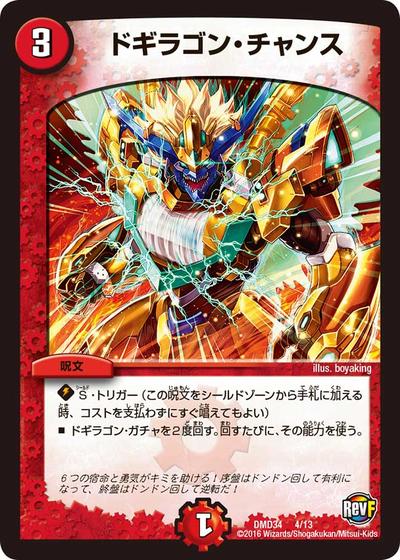 3
ドギラゴン・チャンス
呪文
illus. boyaking
S・トリガー(この呪文をシールドゾーンから手札に加える
時、コストを支払わずにすぐ唱えてもよい)
■ ドギラゴン・ガチャを2度回す。回すたびに、その能力を使う。
6つの宿命と勇気がキミを助ける!序盤はドンドン回して有利に
なって、終盤はドンドン回して逆転だ!
1
DMD34 4/13
©2016 Wizards/Shogakukan/Mitsui-Kids
RevF